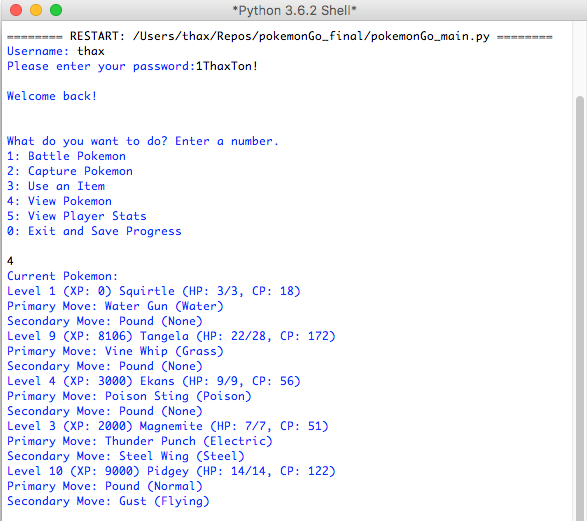 *Python 3.6.2 Shell*
======== RESTART: /Users/thax/Repos/pokemonGo_final/pokemonGo_main.py ========
Username: thax
Please enter your password:1ThaxTon!
Welcome back!
What do you want to do? Enter a number.
1: Battle Pokemon
2: Capture Pokemon
3: Use an Item
4: View Pokemon
5: View Player Stats
0: Exit and Save Progress
4
Current Pokemon:
Level 1 (XP: 0) Squirtle (HP: 3/3, CP: 18)
Primary Move: Water Gun (Water)
Secondary Move: Pound (None)
Level 9 (XP: 8106) Tangela (HP: 22/28, CP: 172)
Primary Move: Vine Whip (Grass)
Secondary Move: Pound (None)
Level 4 (XP: 3000) Ekans (HP: 9/9, CP: 56)
Primary Move: Poison Sting (Poison)
Secondary Move: Pound (None)
Level 3 (XP: 2000) Magnemite (HP: 7/7, CP: 51)
Primary Move: Thunder Punch (Electric)
Secondary Move: Steel Wing (Steel)
Level 10 (XP: 9000) Pidgey (HP: 14/14, CP: 122)
Primary Move: Pound (Normal)
Secondary Move: Gust (Flying)